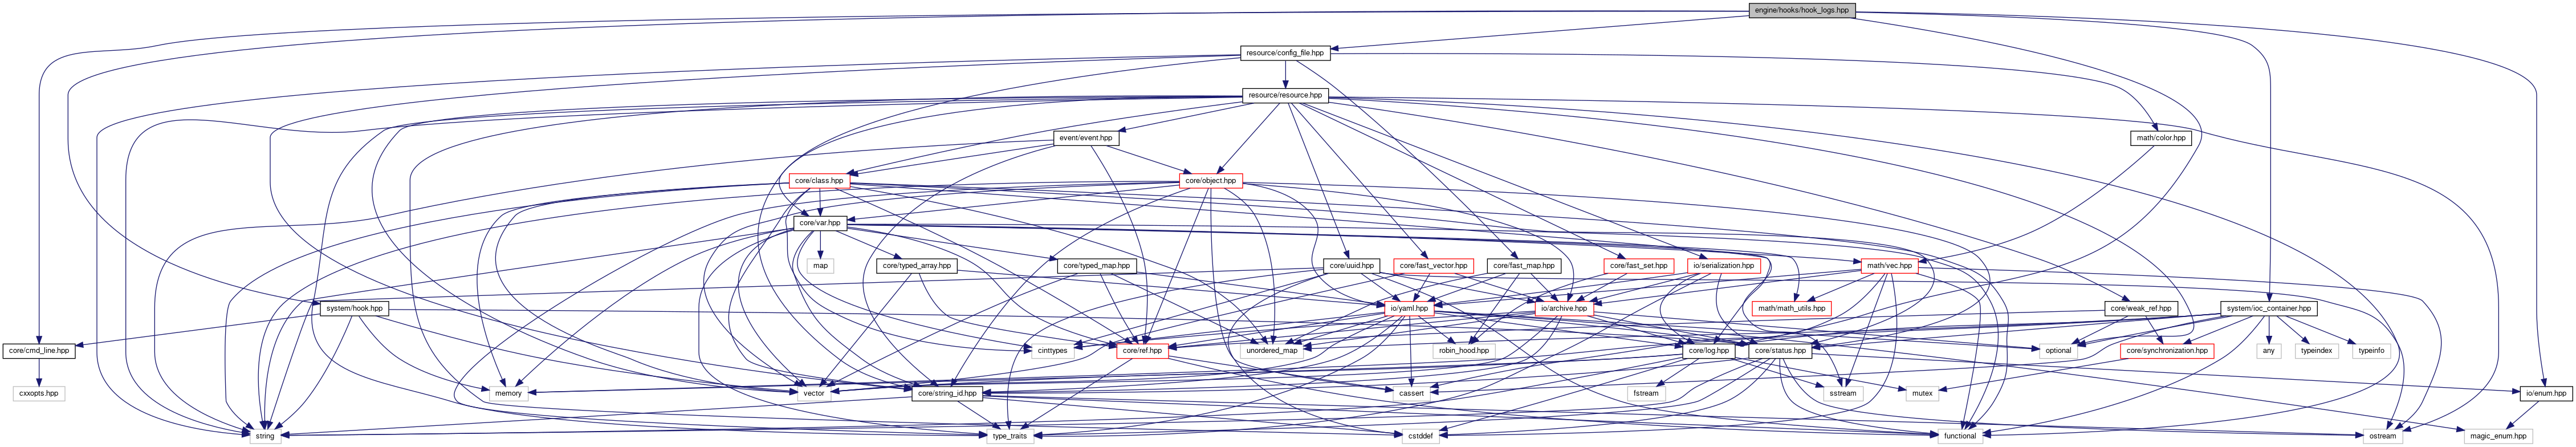 engine/hooks/hook_logs.hpp
resource/config_file.hpp
resource/resource.hpp
event/event.hpp
math/color.hpp
core/class.hpp
core/object.hpp
core/var.hpp
map
core/typed_array.hpp
core/typed_map.hpp
core/uuid.hpp
core/fast_vector.hpp
core/fast_map.hpp
core/fast_set.hpp
io/serialization.hpp
math/vec.hpp
system/hook.hpp
io/yaml.hpp
io/archive.hpp
math/math_utils.hpp
core/weak_ref.hpp
system/ioc_container.hpp
core/cmd_line.hpp
cinttypes
core/ref.hpp
unordered_map
robin_hood.hpp
core/log.hpp
core/status.hpp
optional
core/synchronization.hpp
any
typeindex
typeinfo
cxxopts.hpp
memory
vector
core/string_id.hpp
cassert
fstream
sstream
mutex
io/enum.hpp
string
type_traits
cstddef
functional
ostream
magic_enum.hpp